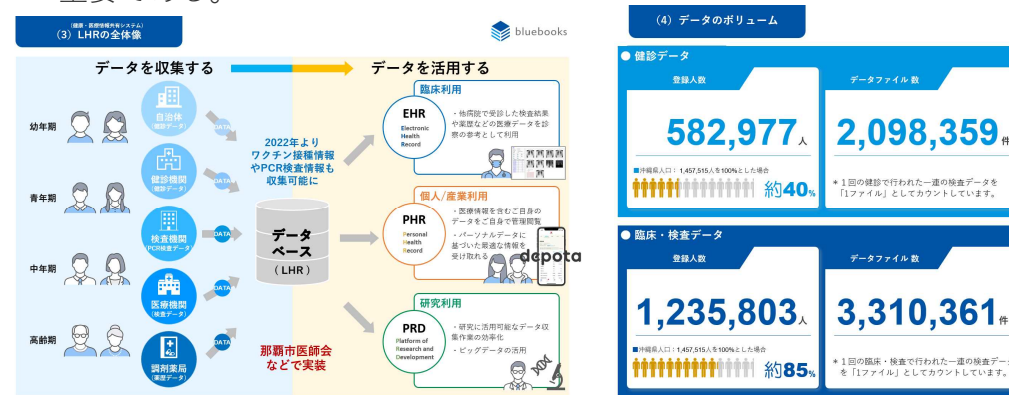 重要である。
（健康・医療情報共有システム）
（3）LHRの全体像
bluebooks
データを収集する
データを活用する
幼年期
青年期
中年期
高齢期
自治体
（健診データ）
DATA
健診機関
（健診データ）
DATA
検査機関
（PCR検査データ）
DATA
医療機関
（検査データ）
DATA
調剤薬局
（薬歴データ）
DATA
2022年より
ワクチン接種情報
やPCR検査情報も
収集可能に
データ
ベース
（LHR）
那覇市医師会
などで実装
臨床利用
EHR
Electronic
Health
Record
・他病院で受診した検査結果
や薬歴などの医療データを診
察の参考として利用
個人/産業利用
PHR
Personal
Health
Record
・医療情報を含むご自身の
データをご自身で管理閲覧
・パーソナルデータに
基づいた最適な情報を
受け取れる
depota
研究利用
PRD
Platform of
Research and
Development
・研究に活用可能なデータ収
集作業の効率化
・ビッグデータの活用
（4）データのボリューム
● 健診データ
登録人数
582,977人
■沖縄県人口：1,457,515人を100%とした場合
約40%
データファイル 数
2,098,359件
＊1回の健診で行われた一連の検査データを
「1ファイル」としてカウントしています。
● 臨床・検査データ
登録人数
1,235,803人
■沖縄県人口：1,457,515人を100%とした場合
約85%
データファイル 数
3,310,361件
＊1回の臨床・検査で行われた一連の検査データ
を「1ファイル」としてカウントしています。